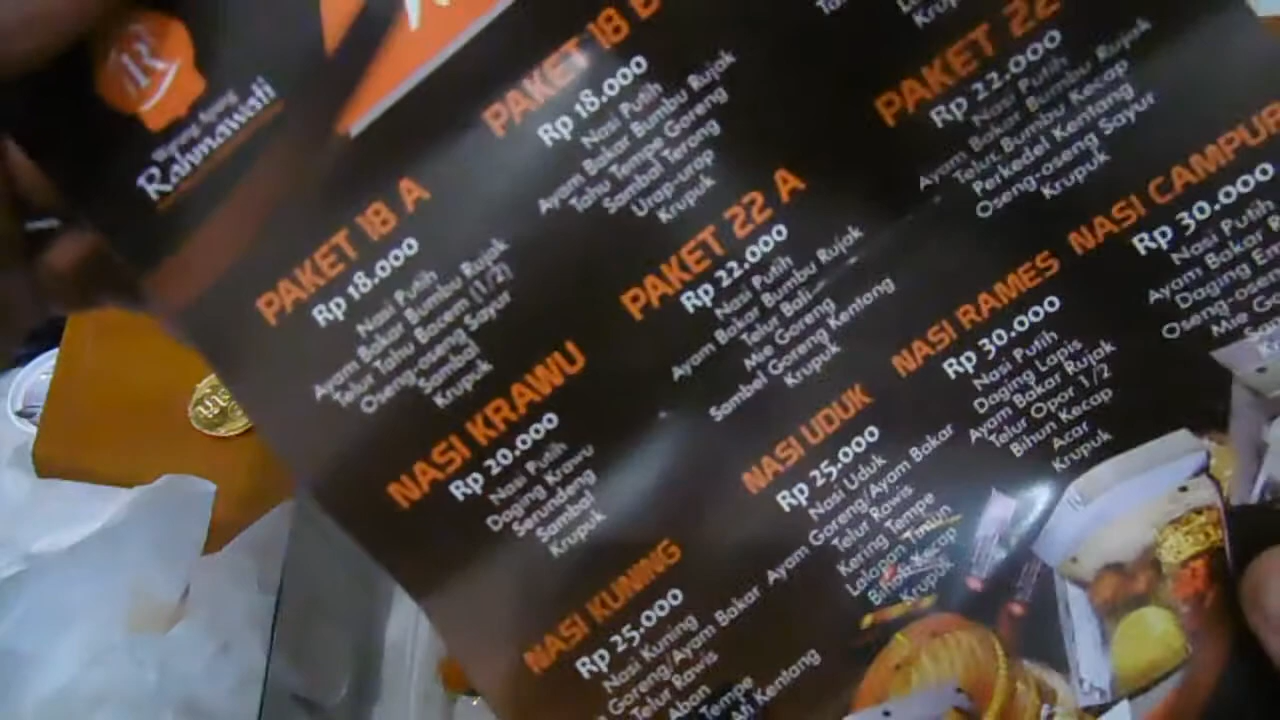 R
Warung Ayung
Rahmawati
PAKET 18 A
Rp 18.000
Nasi Putih
Ayam Bakar Bumbu Rujak
Telur Tahu Bacem (1/2)
Oseng-oseng Sayur
Sambal
Krupuk
PAKET 18 B
Rp 18.000
Nasi Putih
Ayam Bakar Bumbu Rujak
Tahu Tempe Goreng
Sambal Terong
Urap-urap
Krupuk
NASI KRAWU
Rp 20.000
Nasi Putih
Daging Krawu
Serundeng
Sambal
Krupuk
PAKET 22 A
Rp 22.000
Nasi Putih
Ayam Bakar Bumbu Rujak
Telur Bali
Mie Goreng
Sambel Goreng Kentang
Krupuk
PAKET 22
Rp 22.000
Nasi Putih
Ayam Bakar Bumbu Rujak
Telur Bumbu Kecap
Perkedel Kentang
Oseng-oseng Sayur
Krupuk
NASI KUNING
Rp 25.000
Nasi Kuning
Goreng/Ayam Bakar
Telur Rawis
Abon
Tempe
Ati Kentang
NASI UDUK
Rp 25.000
Nasi Uduk
Ayam Goreng/Ayam Bakar
Telur Rawis
Kering Tempe
Lalapan Timun
Bihun Kecap
Krupuk
NASI RAMES
Rp 30.000
Nasi Putih
Daging Lapis
Ayam Bakar Rujak
Telur Opor 1/2
Bihun Kecap
Acar
Krupuk
NASI CAMPUR
Rp 30.000
Nasi Putih
Ayam Bakar
Daging
Oseng-oseng
Mie